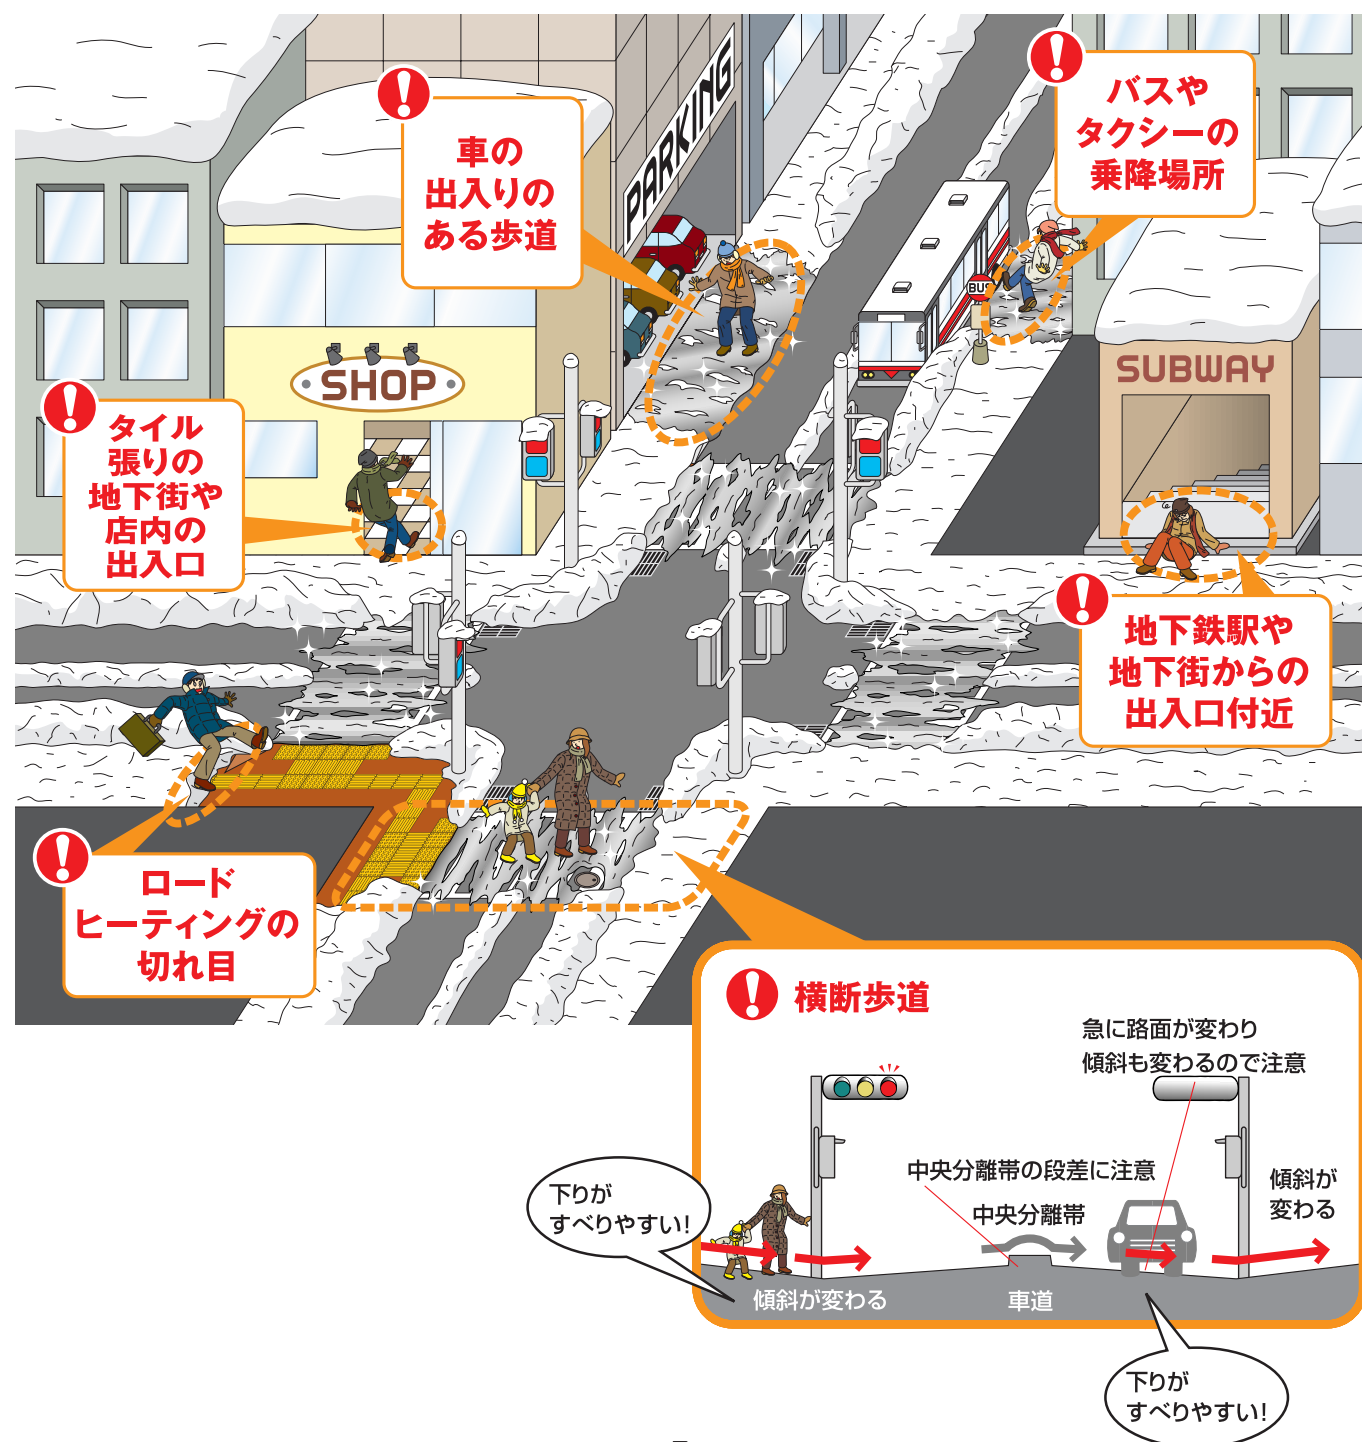 車の
出入りの
ある歩道
PARKING
バスや
タクシーの
乗降場所
BUS
SUBWAY
SHOP
タイル
張りの
地下街や
店内の
出入口
地下鉄駅や
地下街からの
出入口付近
ロード
ヒーティングの
切れ目
横断歩道
急に路面が変わり
傾斜も変わるので注意
中央分離帯の段差に注意
中央分離帯
傾斜が
変わる
下りが
すべりやすい!
傾斜が変わる
車道
下りが
すべりやすい!